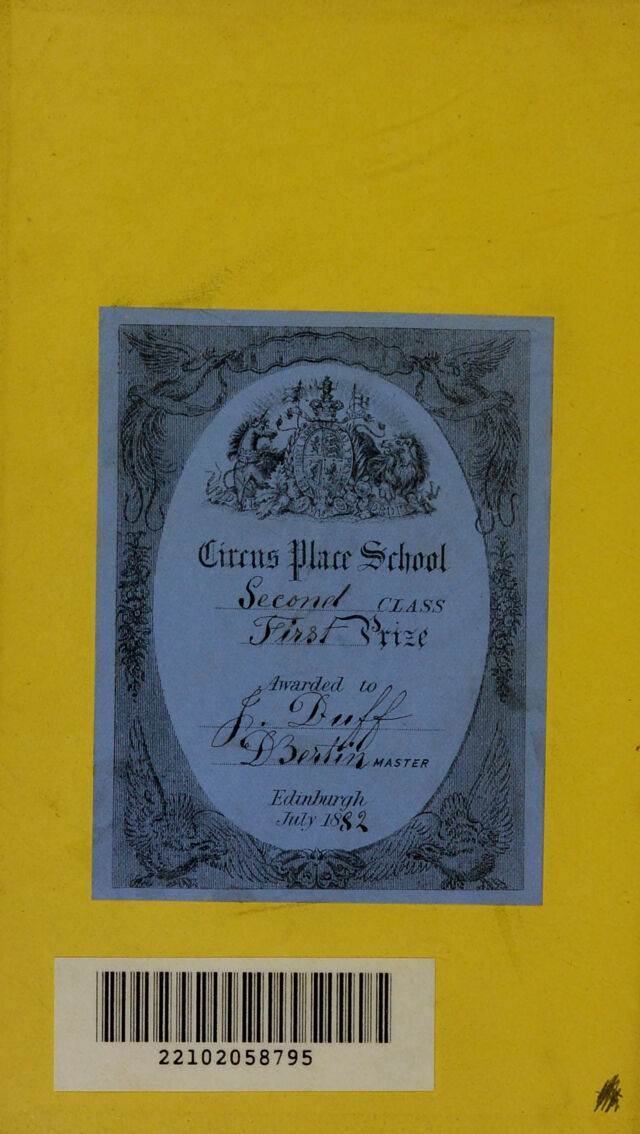 Circus Place School
Second CLASS
First Prize
Awarded to
J. Duff
D Bertin MASTER
Edinburgh
July 1882
22102058795